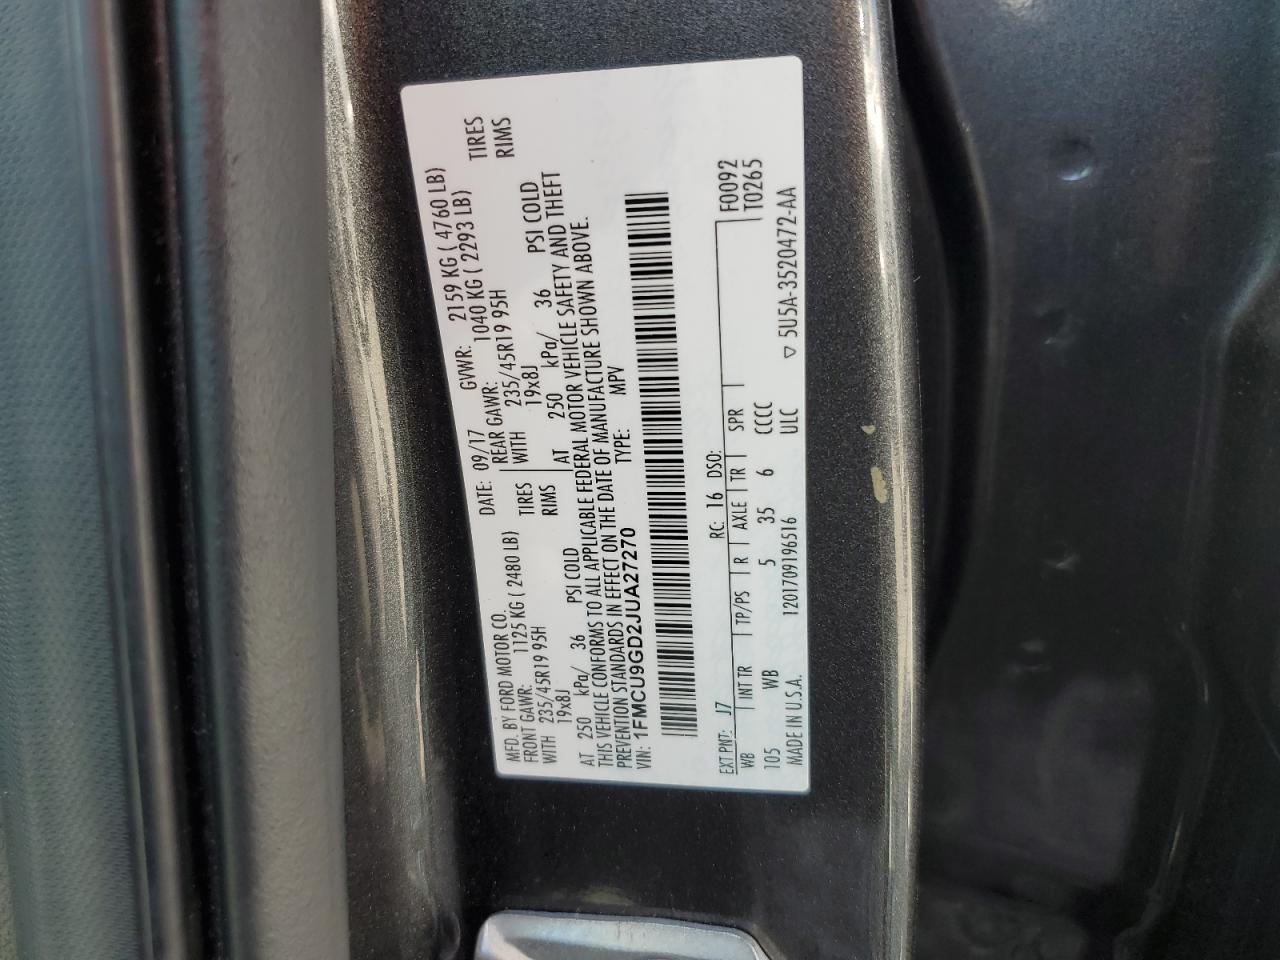 MFD. BY FORD MOTOR CO. DATE: 09/17 GVWR: 2159 KG ( 4760 LB)
FRONT GAWR: 1125 KG ( 2480 LB) REAR GAWR: 1040 KG ( 2293 LB)
WITH 235/45R19 95H TIRES WITH 235/45R19 95H TIRES
19x8J RIMS 19x8J RIMS
AT 250 kPa/ 36 PSI COLD AT 250 kPa/ 36 PSI COLD
THIS VEHICLE CONFORMS TO ALL APPLICABLE FEDERAL MOTOR VEHICLE SAFETY AND THEFT
PREVENTION STANDARDS IN EFFECT ON THE DATE OF MANUFACTURE SHOWN ABOVE.
VIN: 1FMCU9GD2JUA27270 TYPE: MPV
F0092
EXT PNT: J7 RC: 16 DSO: T0265
WB INT TR TP/PS R AXLE TR SPR
105 WB 5 35 6 CCCC
MADE IN U.S.A. 1201709196516 ULC ▽ 5U5A-3520472-AA